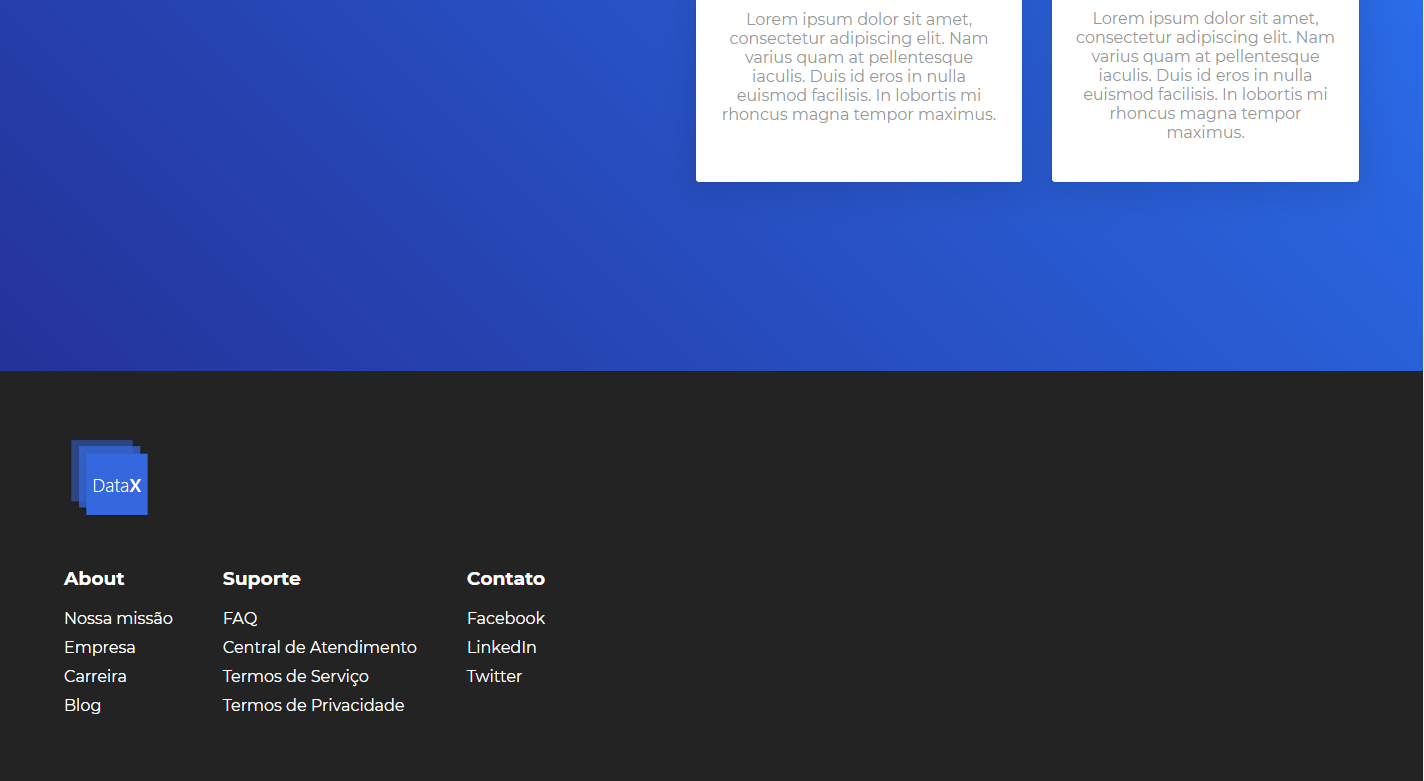 Lorem ipsum dolor sit amet,
consectetur adipiscing elit. Nam
varius quam at pellentesque
iaculis. Duis id eros in nulla
euismod facilisis. In lobortis mi
rhoncus magna tempor maximus.
Lorem ipsum dolor sit amet,
consectetur adipiscing elit. Nam
varius quam at pellentesque
iaculis. Duis id eros in nulla
euismod facilisis. In lobortis mi
rhoncus magna tempor
maximus.
DataX
About
Nossa missão
Empresa
Carreira
Blog
Suporte
FAQ
Central de Atendimento
Termos de Serviço
Termos de Privacidade
Contato
Facebook
LinkedIn
Twitter